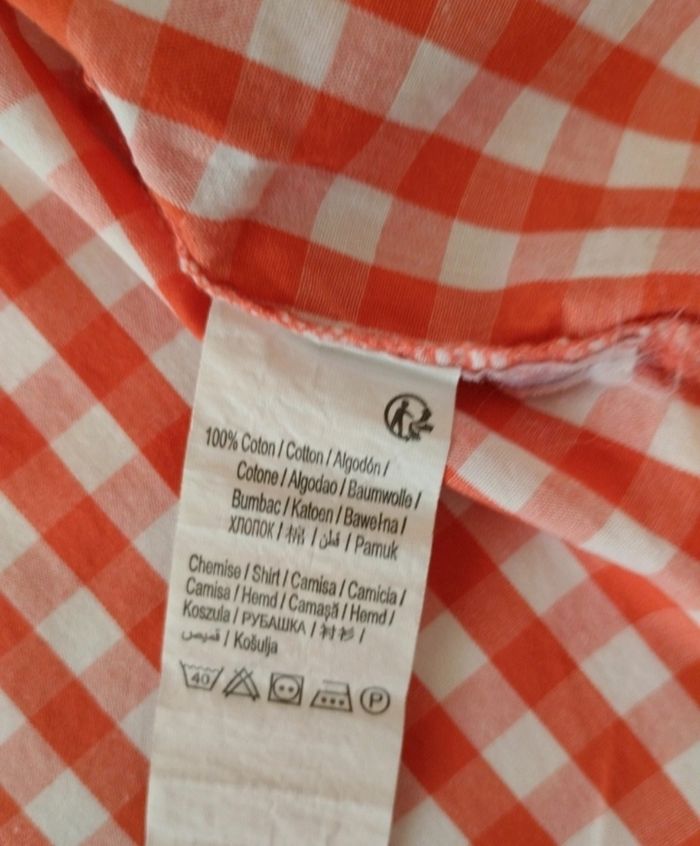 100% Coton / Cotton / Algodón /
Cotone / Algodao / Baumwolle /
Bumbac / Katoen / Bawełna /
ХЛОПОК / 棉 / قطن / Pamuk
Chemise / Shirt / Camisa / Camicia /
Camisa / Hemd / Camaşă / Hemd /
Koszula / РУБАШКА / 衬衫 /
قميص / Košulja
40 P